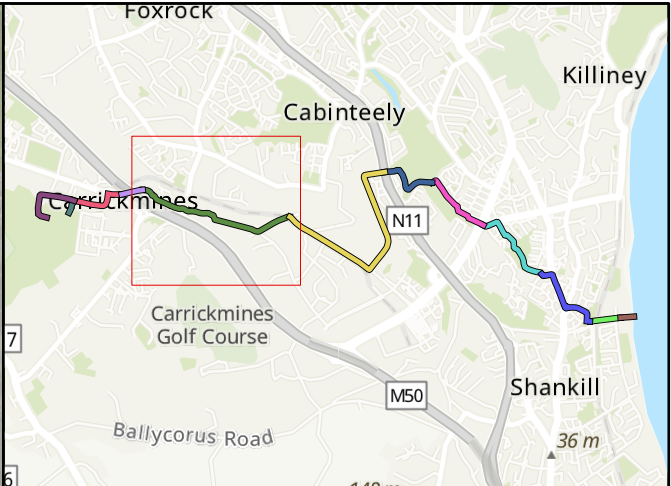 Foxrock
Killiney
Cabinteely
Carrickmines
N11
Carrickmines
Golf Course
7
M50
Shankill
Ballycorus Road
36 m
6